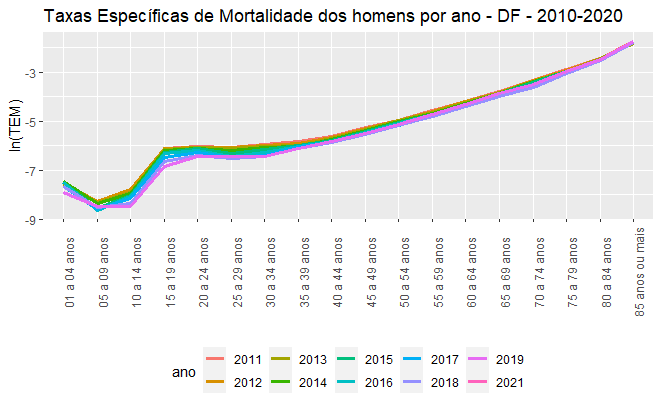 Taxas Específicas de Mortalidade dos homens por ano - DF - 2010-2020
ln(TEM)
-3
-5
-7
-9
01 a 04 anos
05 a 09 anos
10 a 14 anos
15 a 19 anos
20 a 24 anos
25 a 29 anos
30 a 34 anos
35 a 39 anos
40 a 44 anos
45 a 49 anos
50 a 54 anos
55 a 59 anos
60 a 64 anos
65 a 69 anos
70 a 74 anos
75 a 79 anos
80 a 84 anos
85 anos ou mais
ano
2011 2013 2015 2017 2019
2012 2014 2016 2018 2021